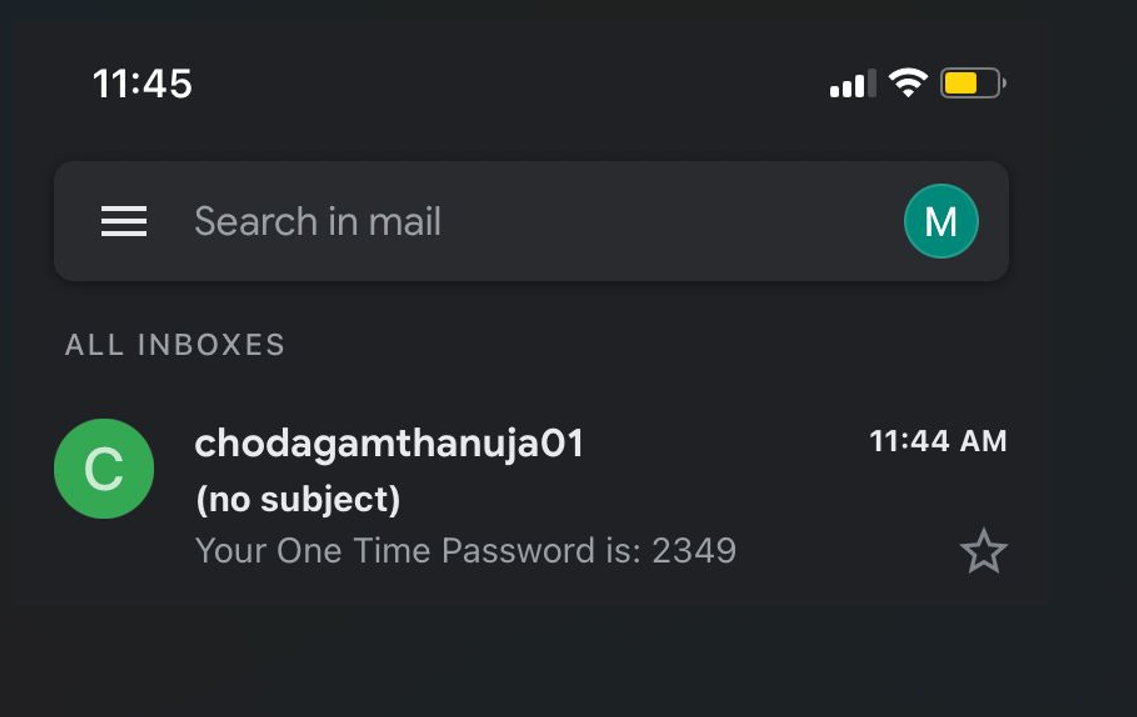 11:45
Search in mail
M
ALL INBOXES
C
chodagamthanuja01
11:44 AM
(no subject)
Your One Time Password is: 2349